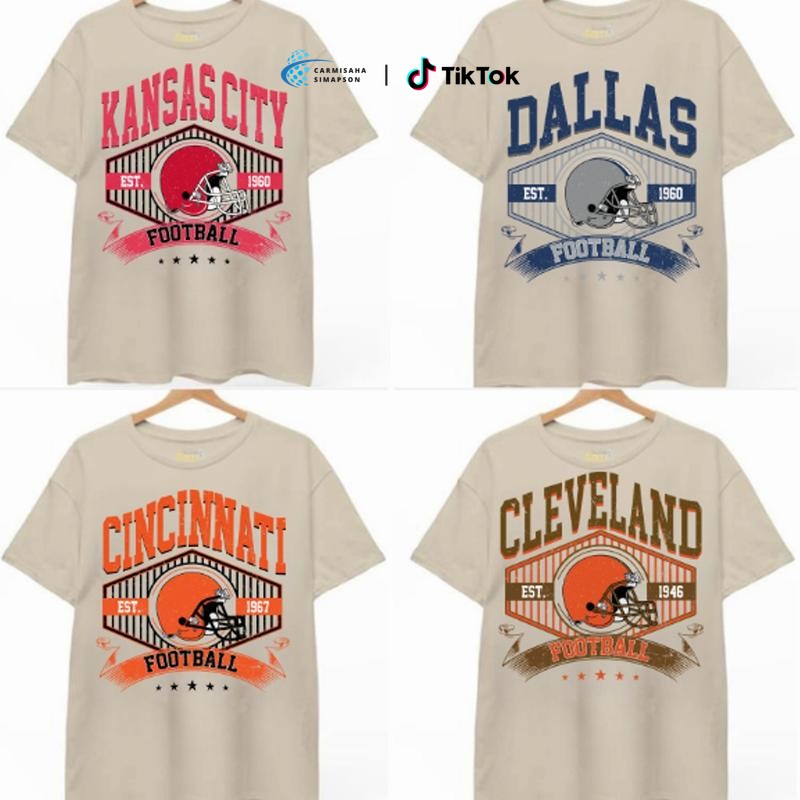 CARMISAHA
SIMAPSON
TikTok
KANSAS CITY
EST. 1960
FOOTBALL
DALLAS
EST. 1960
FOOTBALL
CINCINNATI
EST. 1967
FOOTBALL
CLEVELAND
EST. 1946
FOOTBALL